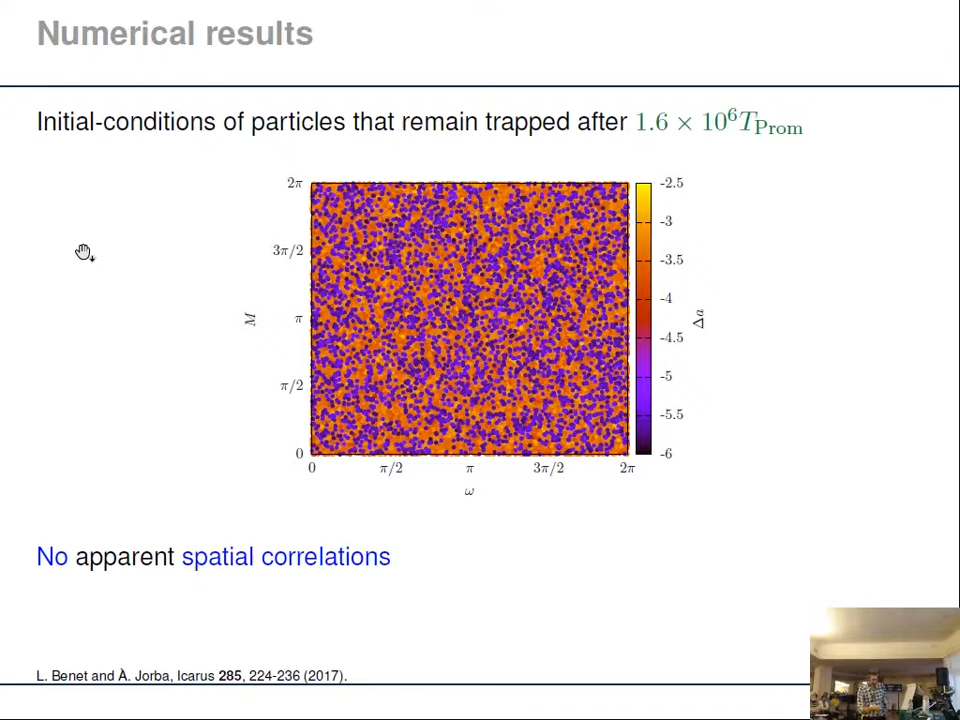 Numerical results
Initial-conditions of particles that remain trapped after 1.6 × 10⁶T_Prom
2π
3π/2
M
π
π/2
0
0
π/2
π
3π/2
2π
ω
-2.5
-3
-3.5
-4
-4.5
-5
-5.5
-6
Δa
No apparent spatial correlations
L. Benet and À. Jorba, Icarus 285, 224-236 (2017).